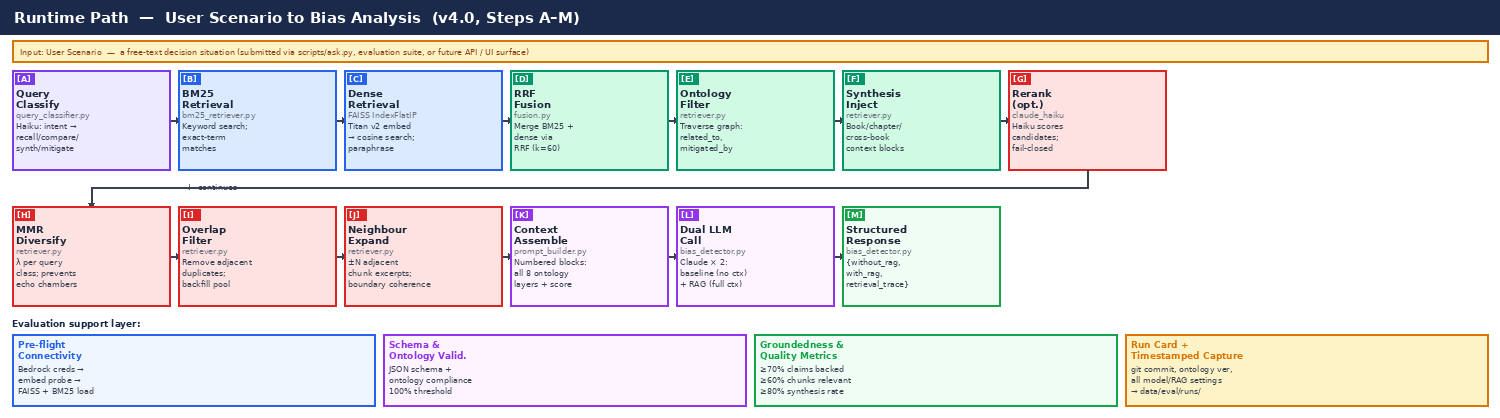 Runtime Path — User Scenario to Bias Analysis (v4.0, Steps A–M)
Input: User Scenario — a free-text decision situation (submitted via scripts/ask.py, evaluation suite, or future API / UI surface)
[A]
Query
Classify
query_classifier.py
Haiku: intent →
recall/compare/
synth/mitigate
[B]
BM25
Retrieval
bm25_retriever.py
Keyword search;
exact-term
matches
[C]
Dense
Retrieval
FAISS IndexFlatIP
Titan v2 embed
→ cosine search;
paraphrase
[D]
RRF
Fusion
fusion.py
Merge BM25 +
dense via
RRF (k=60)
[E]
Ontology
Filter
retriever.py
Traverse graph:
related_to,
mitigated_by
[F]
Synthesis
Inject
retriever.py
Book/chapter/
cross-book
context blocks
[G]
Rerank
(opt.)
claude_haiku
Haiku scores
candidates;
fail-closed
↓ continues
[H]
MMR
Diversify
retriever.py
λ per query
class; prevents
echo chambers
[I]
Overlap
Filter
retriever.py
Remove adjacent
duplicates;
backfill pool
[J]
Neighbour
Expand
retriever.py
±N adjacent
chunk excerpts;
boundary coherence
[K]
Context
Assemble
prompt_builder.py
Numbered blocks:
all 8 ontology
layers + score
[L]
Dual LLM
Call
bias_detector.py
Claude × 2:
baseline (no ctx)
+ RAG (full ctx)
[M]
Structured
Response
bias_detector.py
{without_rag,
with_rag,
retrieval_trace}
Evaluation support layer:
Pre-flight
Connectivity
Bedrock creds →
embed probe →
FAISS + BM25 load
Schema &
Ontology Valid.
JSON schema +
ontology compliance
100% threshold
Groundedness &
Quality Metrics
≥70% claims backed
≥60% chunks relevant
≥80% synthesis rate
Run Card +
Timestamped Capture
git commit, ontology ver,
all model/RAG settings
→ data/eval/runs/